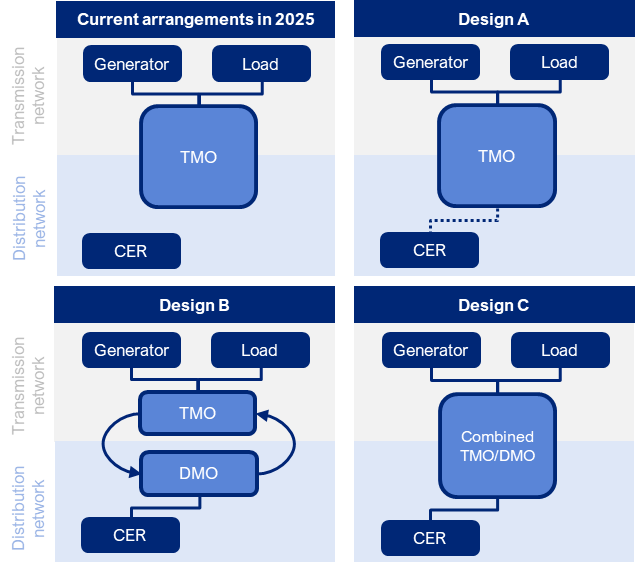 Current arrangements in 2025
Transmission
network
Generator
Load
TMO
Distribution
network
CER
Design A
Generator
Load
TMO
CER
Design B
Transmission
network
Generator
Load
TMO
Distribution
network
DMO
CER
Design C
Generator
Load
Combined
TMO/DMO
CER